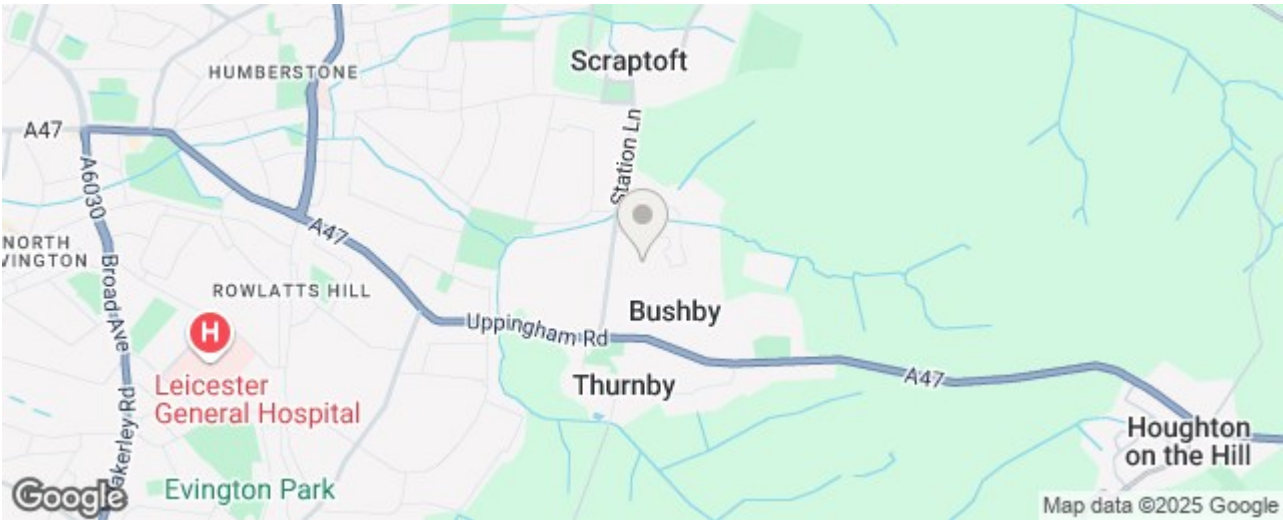 Scraptoft
HUMBERSTONE
A47
Station Ln
A6030
A47
NORTH
VINGTON
ROWLATTS HILL
Broad Ave
Bushby
Uppingham Rd
H
A47
Thurnby
Leicester
General Hospital
akerley Rd
Houghton
on the Hill
Evington Park
Google
Map data ©2025 Google